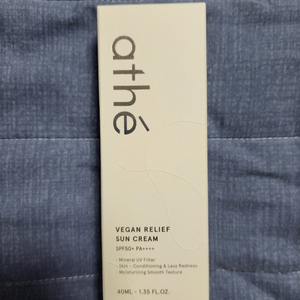 athé
VEGAN RELIEF
SUN CREAM
SPF50+ PA++++
· Mineral UV Filter
· Skin - Conditioning & Less Redness
· Moisturizing Smooth Texture
40ML - 1.35 FL.OZ.